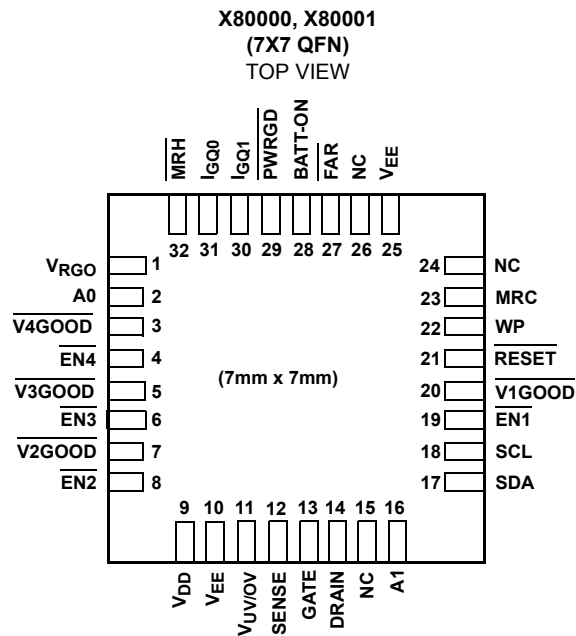 X80000, X80001
(7X7 QFN)
TOP VIEW
MRH
IGQ0
IGQ1
PWRGD
BATT-ON
FAR
NC
VEE
32 31 30 29 28 27 26 25
VRGO 1
A0 2
V4GOOD 3
EN4 4
V3GOOD 5
EN3 6
V2GOOD 7
EN2 8
(7mm x 7mm)
24 NC
23 MRC
22 WP
21 RESET
20 V1GOOD
19 EN1
18 SCL
17 SDA
9 10 11 12 13 14 15 16
VDD
VEE
VUV/OV
SENSE
GATE
DRAIN
NC
A1